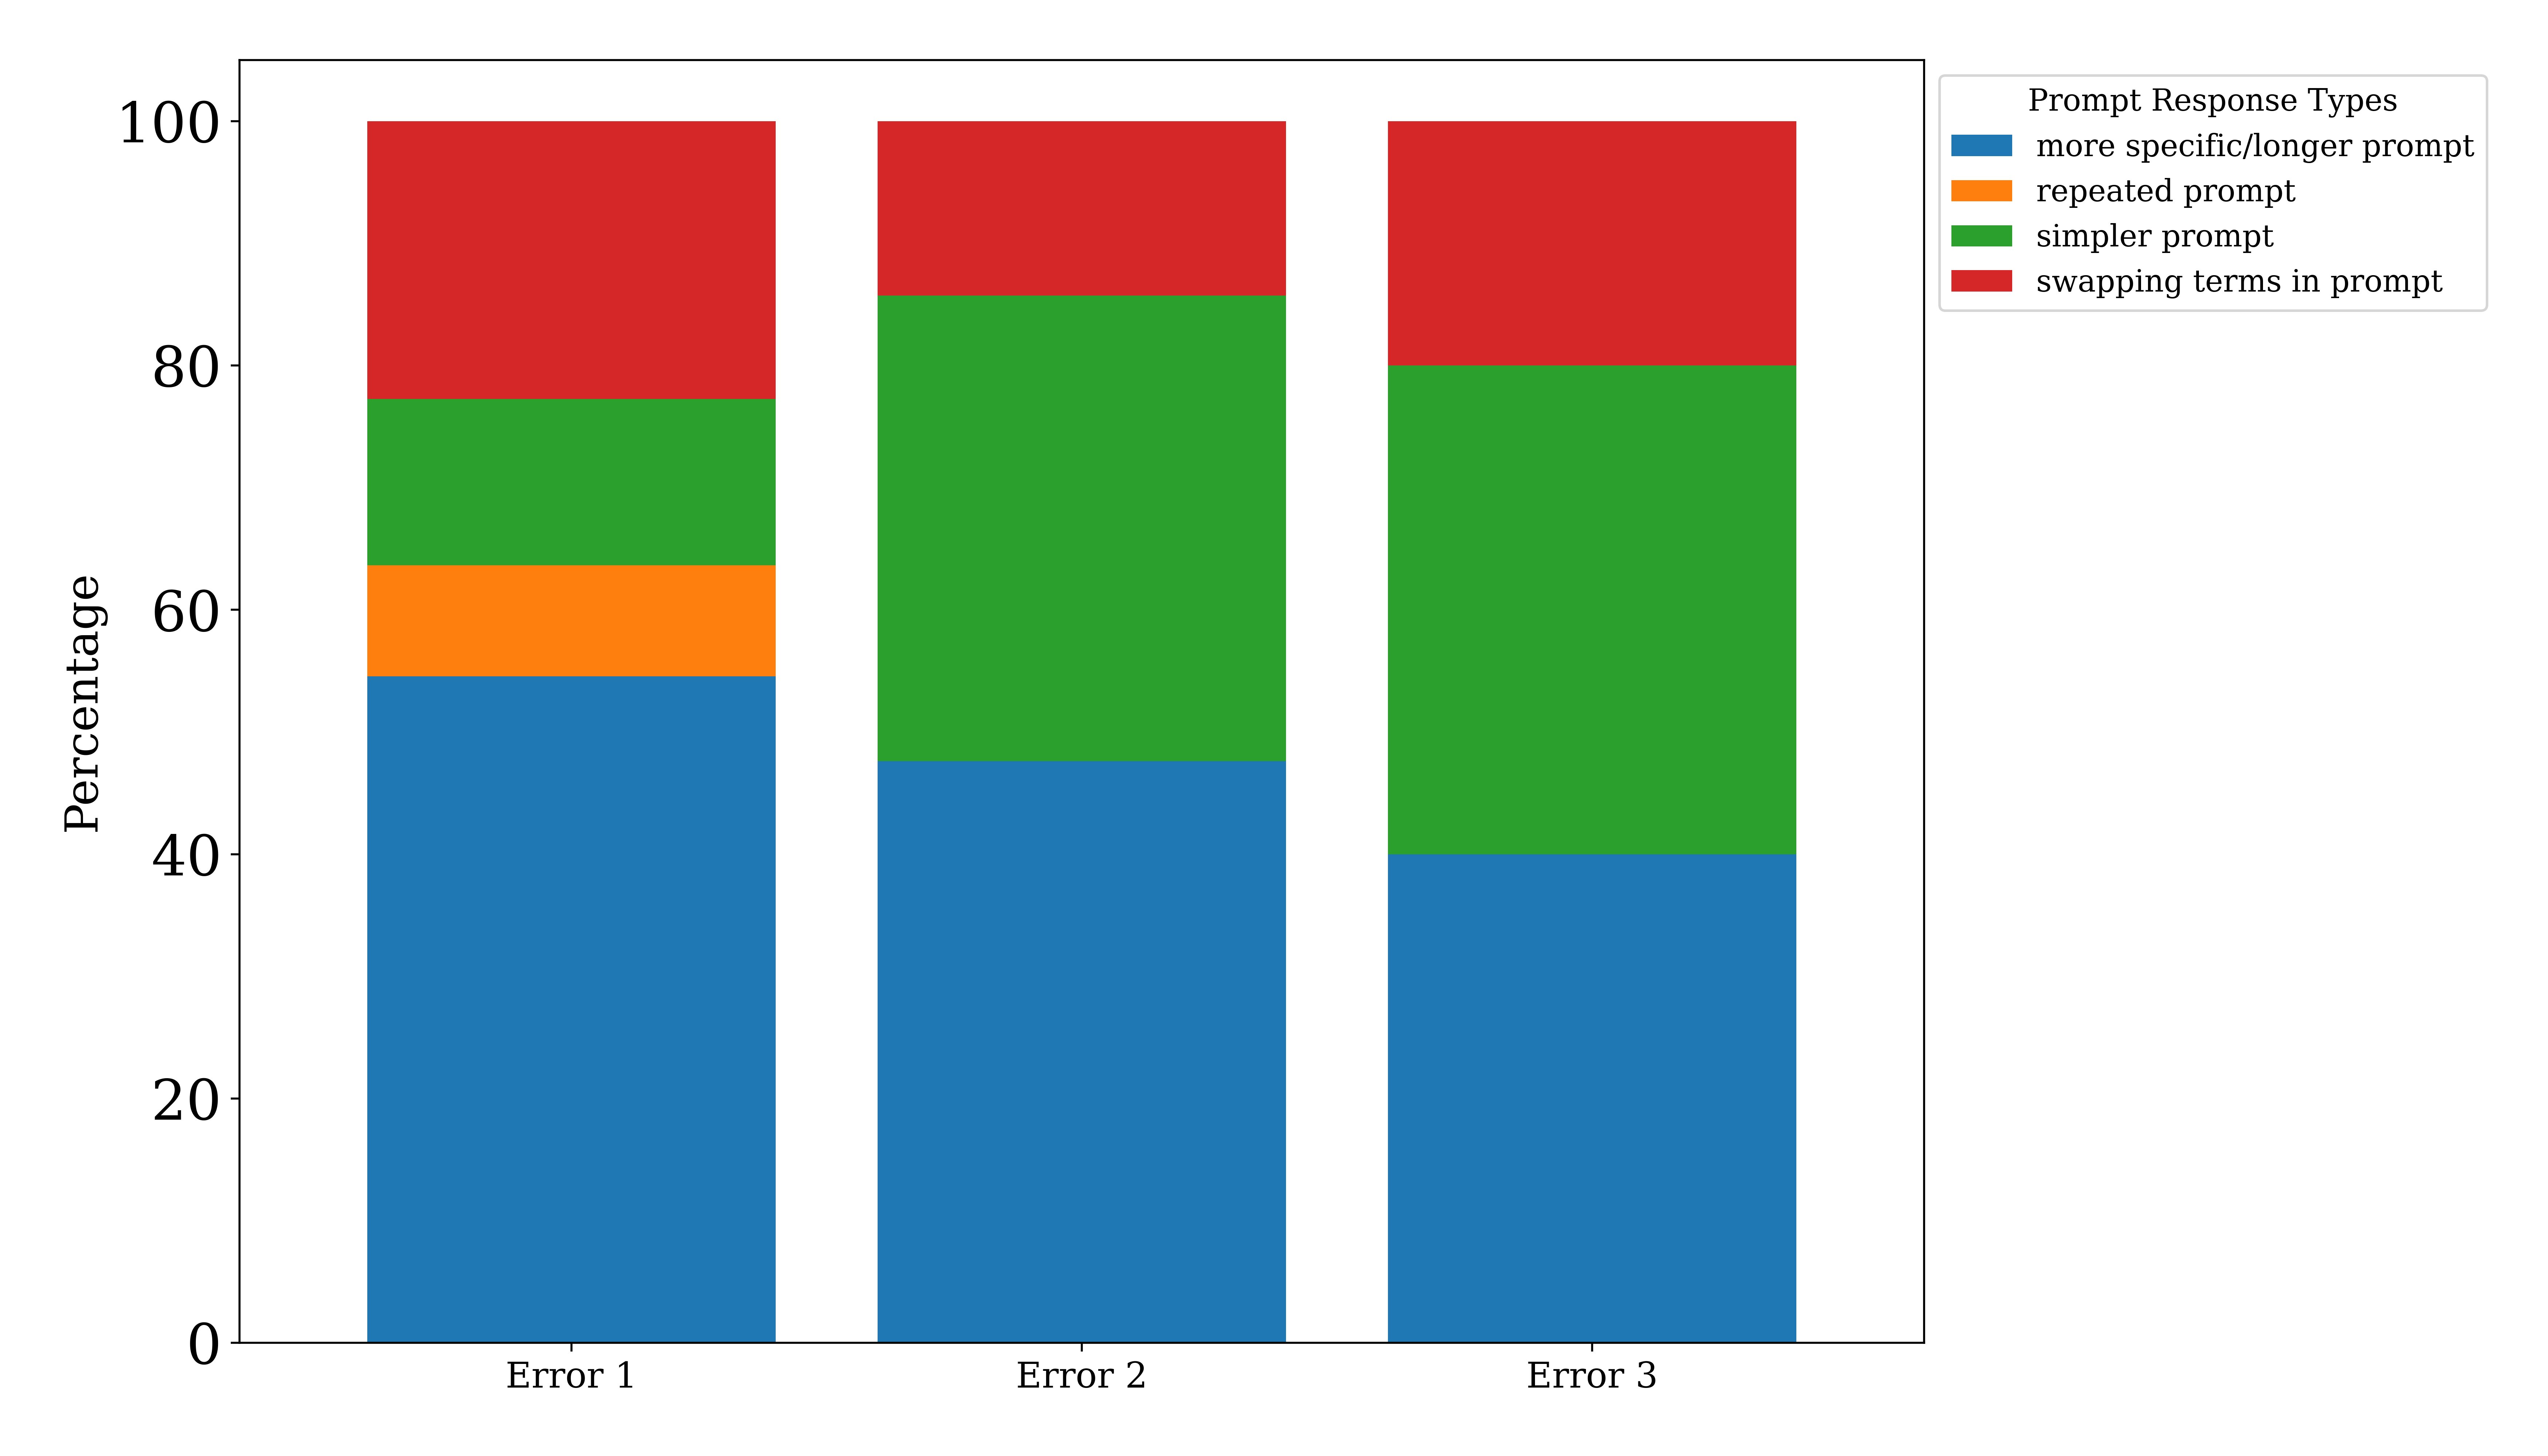 Percentage
100
80
60
40
20
0
Error 1
Error 2
Error 3
Prompt Response Types
more specific/longer prompt
repeated prompt
simpler prompt
swapping terms in prompt